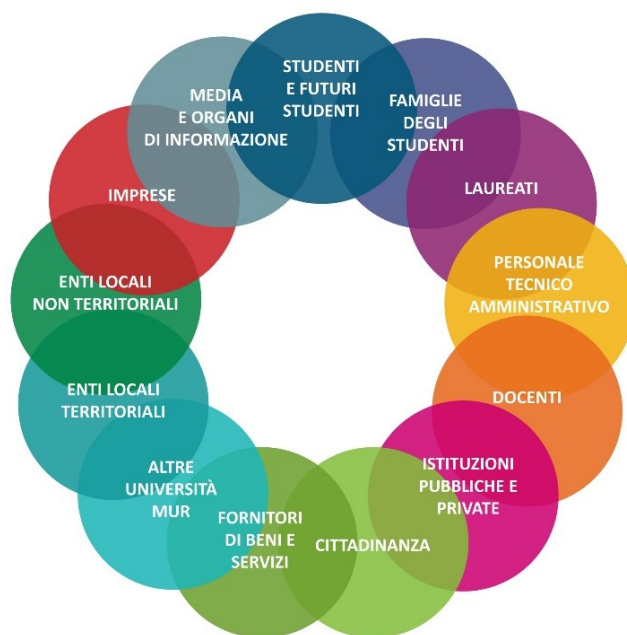 STUDENTI
E FUTURI
STUDENTI
FAMIGLIE
DEGLI
STUDENTI
LAUREATI
PERSONALE
TECNICO
AMMINISTRATIVO
DOCENTI
ISTITUZIONI
PUBBLICHE E
PRIVATE
CITTADINANZA
FORNITORI
DI BENI E
SERVIZI
ALTRE
UNIVERSITÀ
MUR
ENTI LOCALI
TERRITORIALI
ENTI LOCALI
NON TERRITORIALI
IMPRESE
MEDIA
E ORGANI
DI INFORMAZIONE